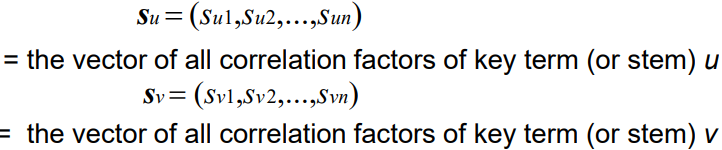 Su = (Su1,Su2,...,Sun)
= the vector of all correlation factors of key term (or stem) u
Sv = (Sv1,Sv2,...,Svn)
= the vector of all correlation factors of key term (or stem) v